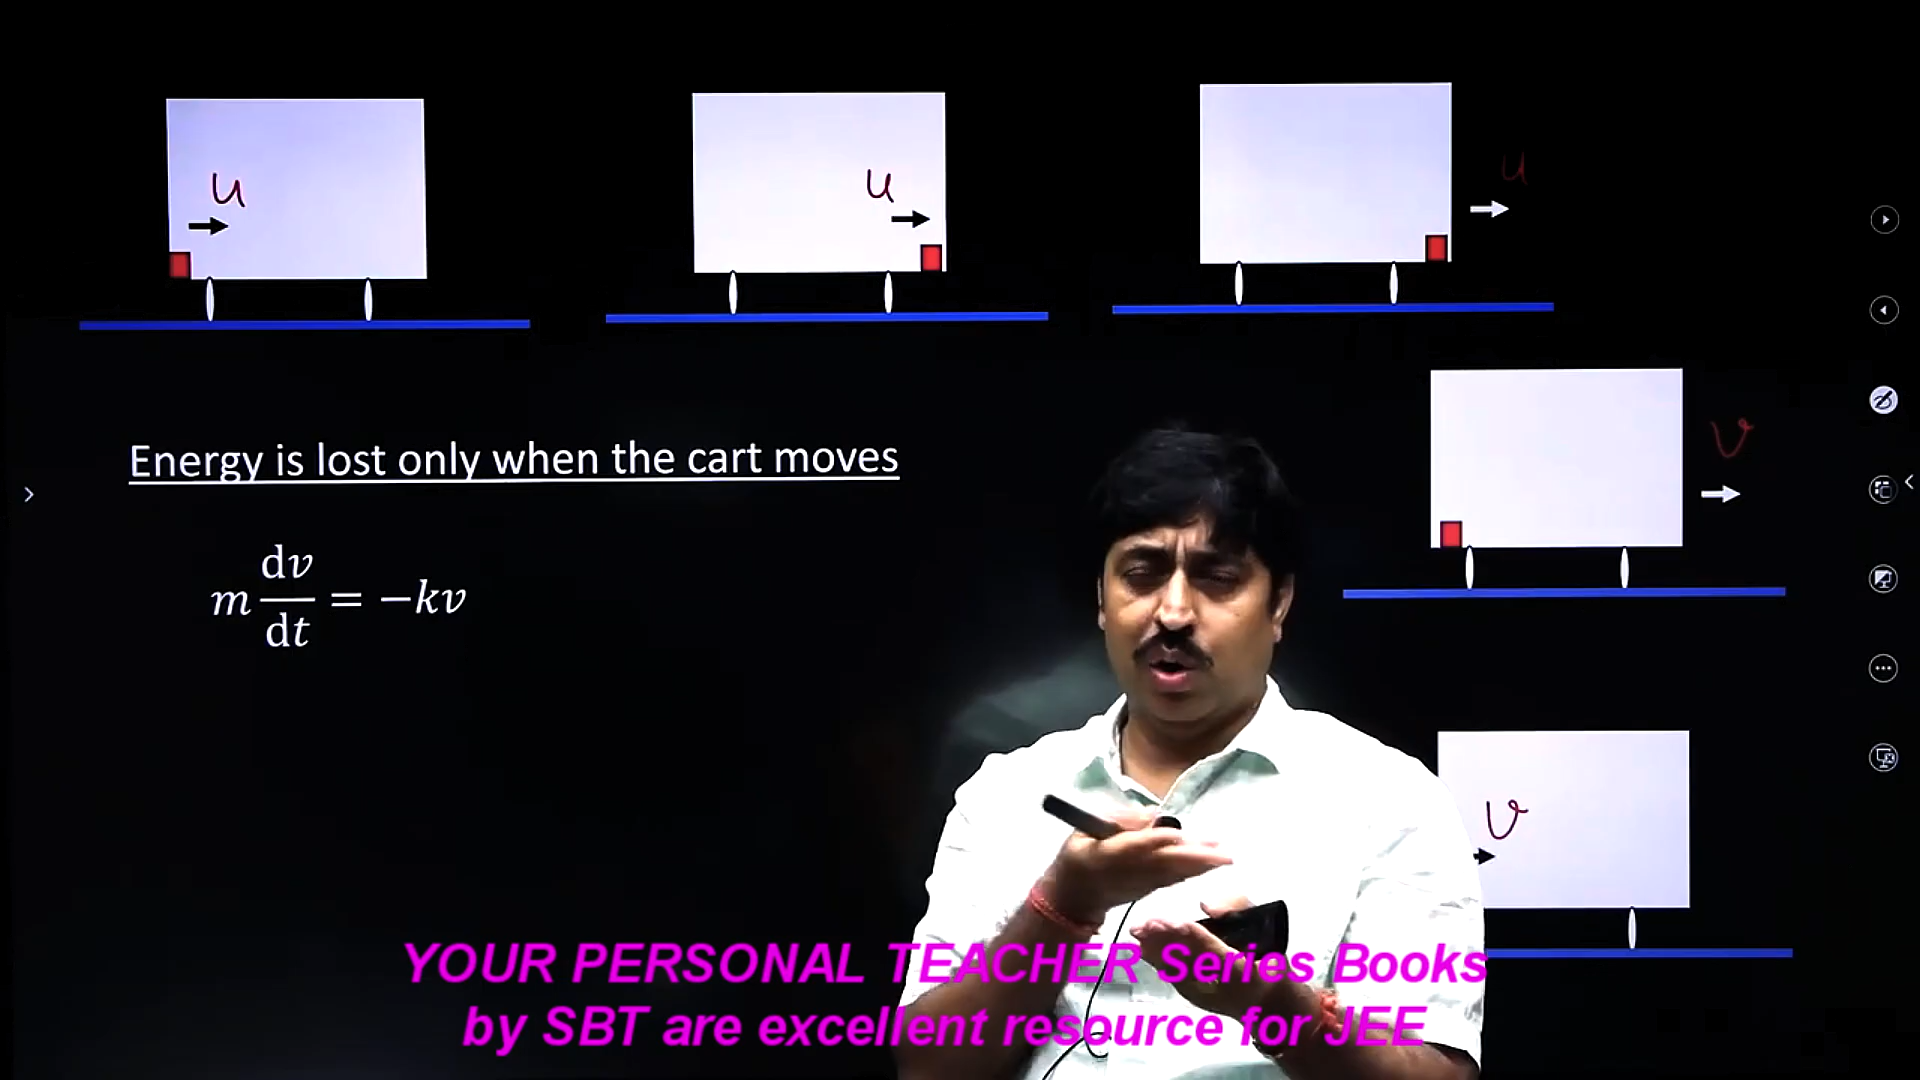 u
u
u
Energy is lost only when the cart moves
v
m dv/dt = −kv
v
YOUR PERSONAL TEACHER Series Books
by SBT are excellent resource for JEE